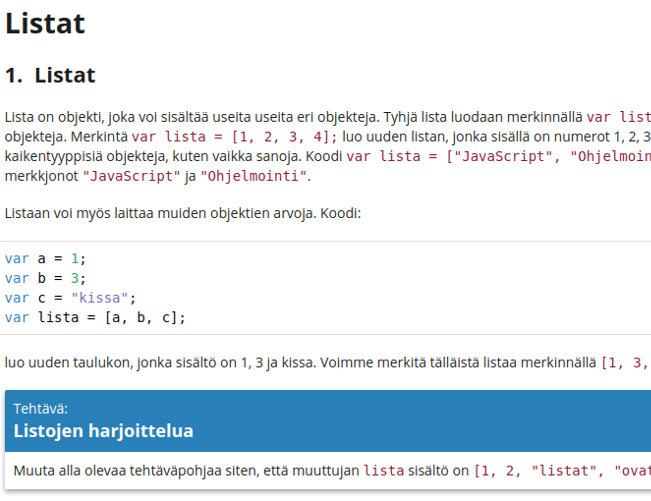 Listat
1. Listat
Lista on objekti, joka voi sisältää useita useita eri objekteja. Tyhjä lista luodaan merkinnällä var list
objekteja. Merkintä var lista = [1, 2, 3, 4]; luo uuden listan, jonka sisällä on numerot 1, 2, 3
kaikentyyppisiä objekteja, kuten vaikka sanoja. Koodi var lista = ["JavaScript", "Ohjelmoin
merkkjonot "JavaScript" ja "Ohjelmointi".
Listaan voi myös laittaa muiden objektien arvoja. Koodi:
var a = 1;
var b = 3;
var c = "kissa";
var lista = [a, b, c];
luo uuden taulukon, jonka sisältö on 1, 3 ja kissa. Voimme merkitä tälläistä listaa merkinnällä [1, 3,
Tehtävä:
Listojen harjoittelua
Muuta alla olevaa tehtäväpohjaa siten, että muuttujan lista sisältö on [1, 2, "listat", "ovat